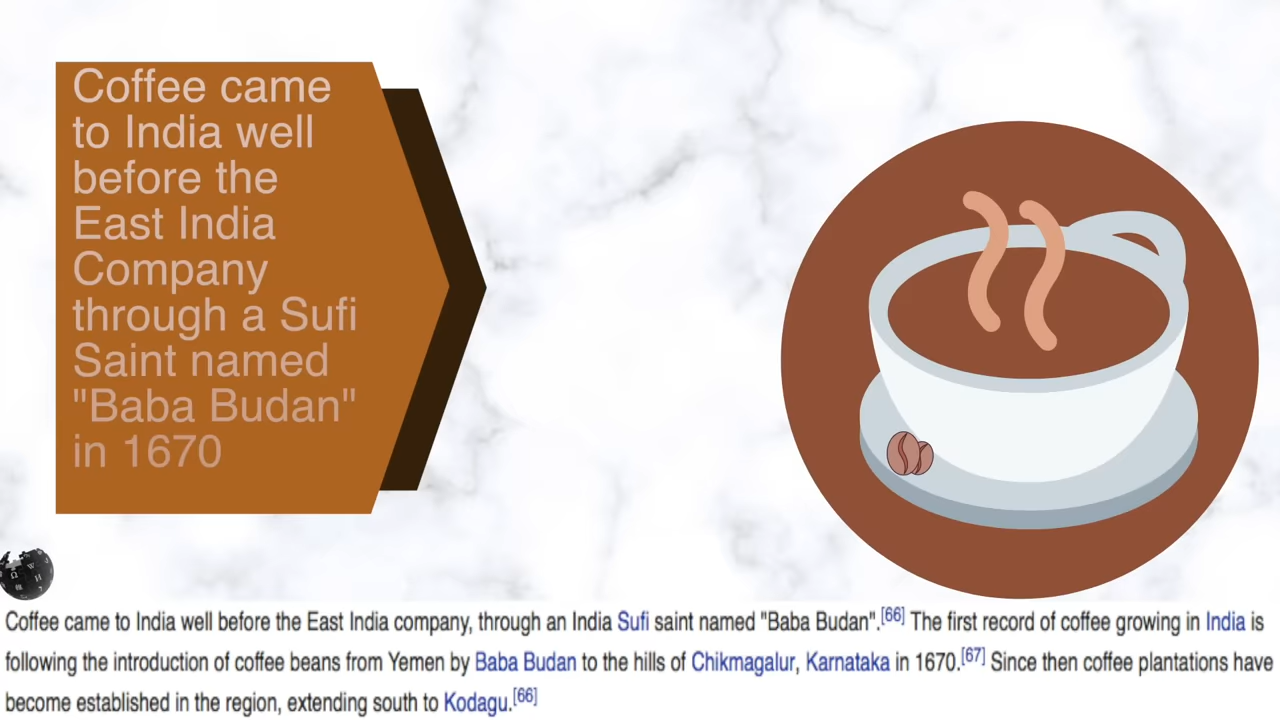 Coffee came
to India well
before the
East India
Company
through a Sufi
Saint named
"Baba Budan"
in 1670
Coffee came to India well before the East India company, through an India Sufi saint named "Baba Budan".[66] The first record of coffee growing in India is
following the introduction of coffee beans from Yemen by Baba Budan to the hills of Chikmagalur, Karnataka in 1670.[67] Since then coffee plantations have
become established in the region, extending south to Kodagu.[66]